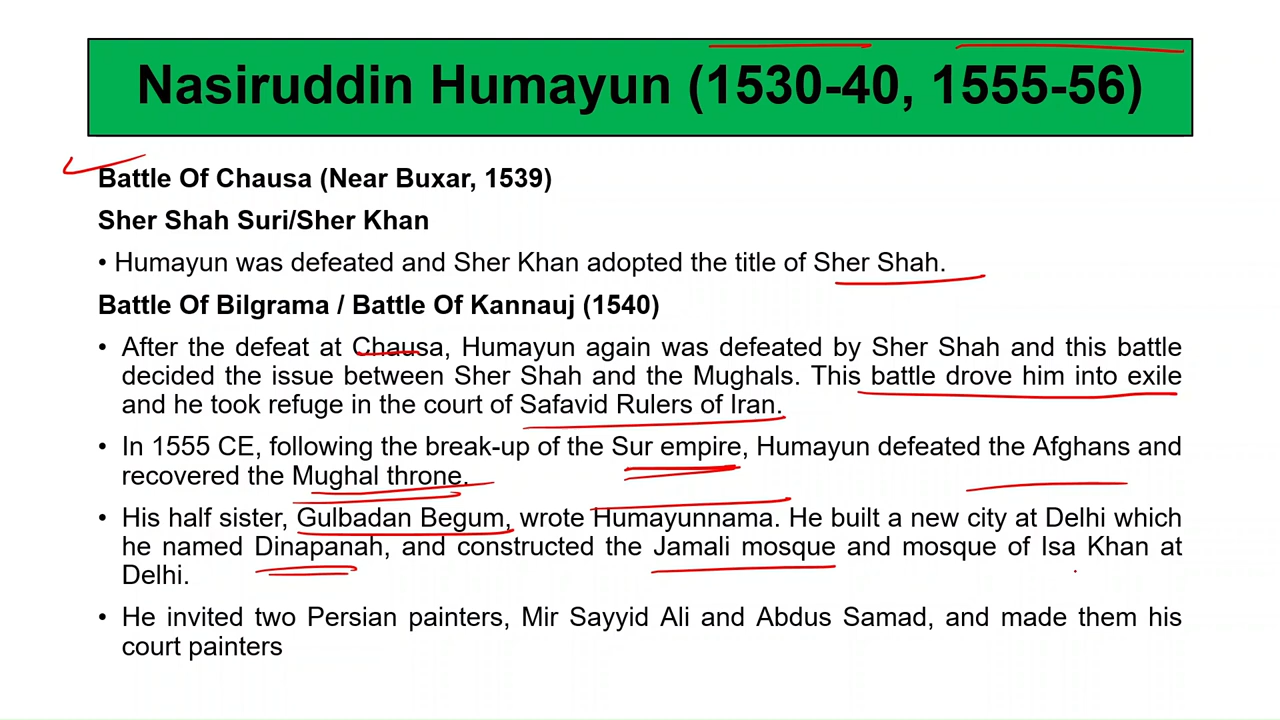 Nasiruddin Humayun (1530-40, 1555-56)
Battle Of Chausa (Near Buxar, 1539)
Sher Shah Suri/Sher Khan
• Humayun was defeated and Sher Khan adopted the title of Sher Shah.
Battle Of Bilgrama / Battle Of Kannauj (1540)
• After the defeat at Chausa, Humayun again was defeated by Sher Shah and this battle
decided the issue between Sher Shah and the Mughals. This battle drove him into exile
and he took refuge in the court of Safavid Rulers of Iran.
• In 1555 CE, following the break-up of the Sur empire, Humayun defeated the Afghans and
recovered the Mughal throne.
• His half sister, Gulbadan Begum, wrote Humayunnama. He built a new city at Delhi which
he named Dinapanah, and constructed the Jamali mosque and mosque of Isa Khan at
Delhi.
• He invited two Persian painters, Mir Sayyid Ali and Abdus Samad, and made them his
court painters